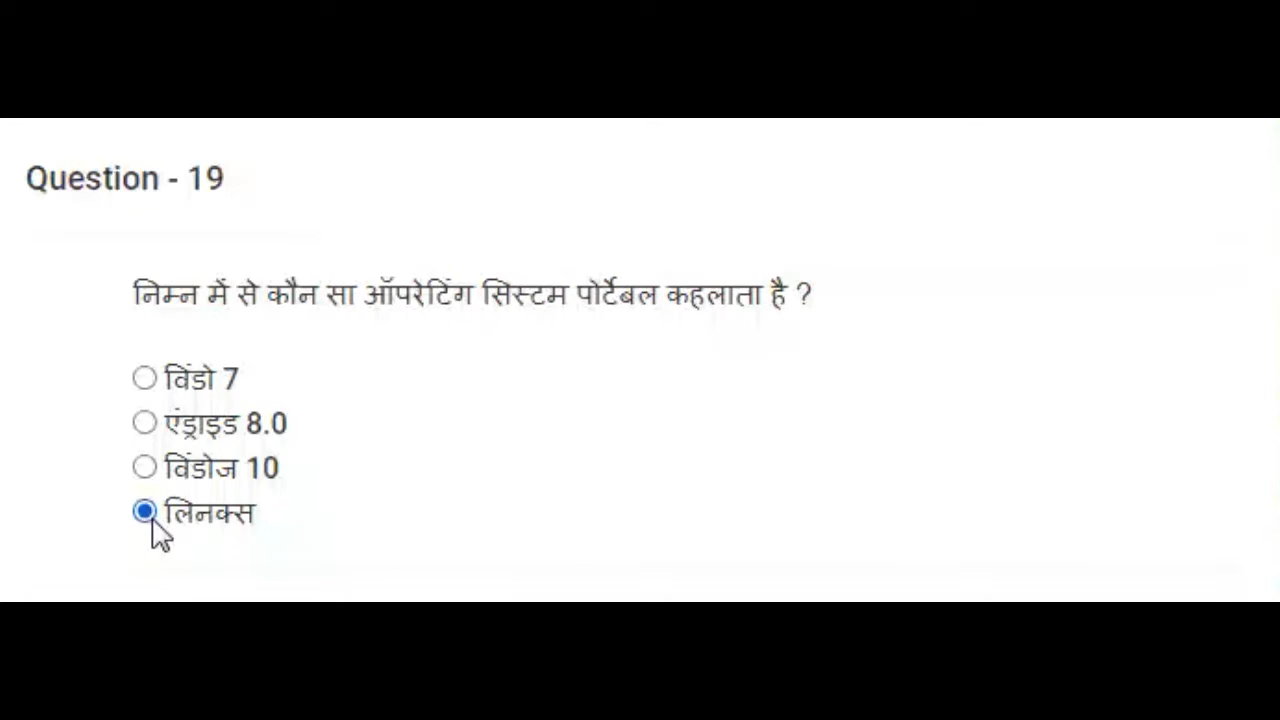 Question - 19
निम्न में से कौन सा ऑपरेटिंग सिस्टम पोर्टेबल कहलाता है ?
विंडो 7
एंड्राइड 8.0
विंडोज 10
लिनक्स